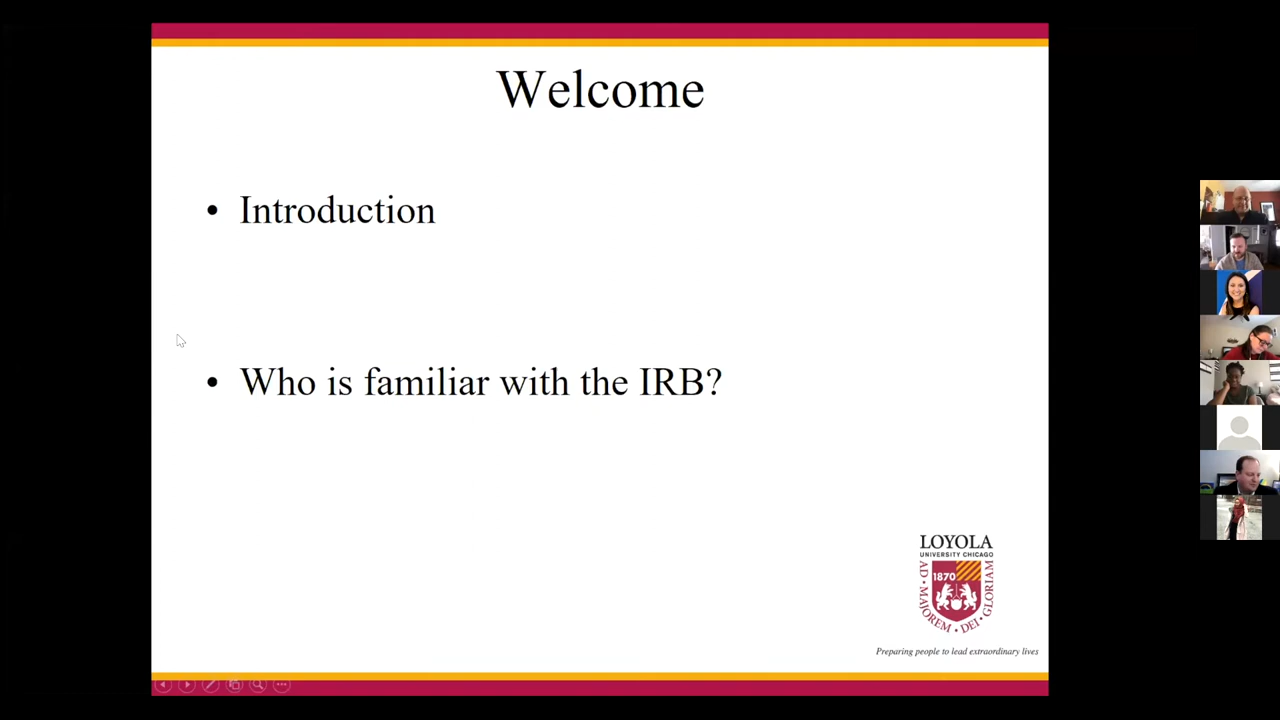 Welcome
• Introduction
• Who is familiar with the IRB?
LOYOLA
UNIVERSITY CHICAGO
1870
AD • MAJOREM • DEI • GLORIAM
Preparing people to lead extraordinary lives